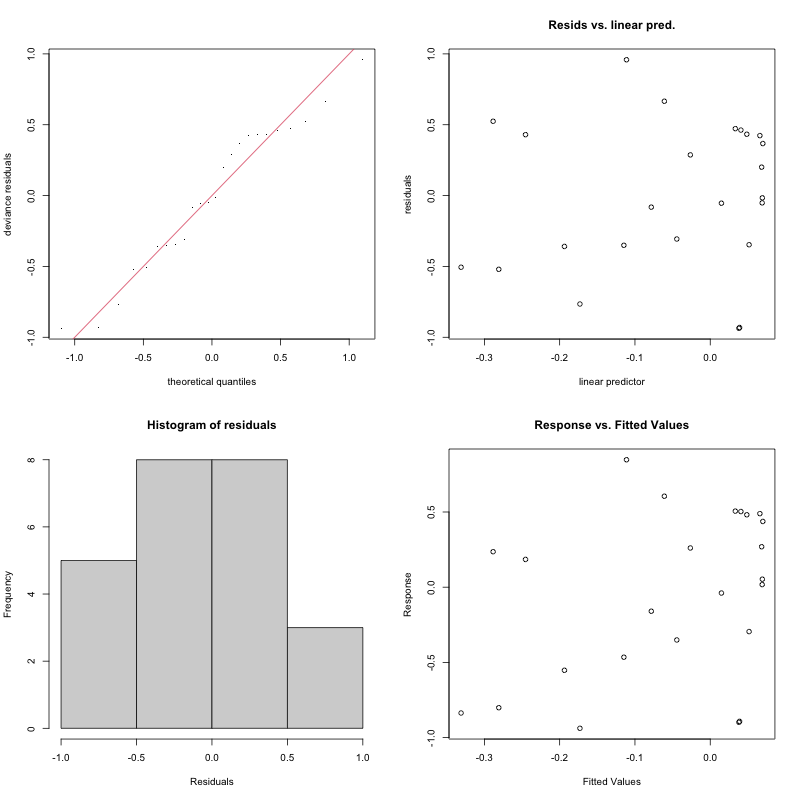 deviance residuals
1.0
0.5
0.0
-0.5
-1.0
-1.0 -0.5 0.0 0.5 1.0
theoretical quantiles
Resids vs. linear pred.
residuals
1.0
0.5
0.0
-0.5
-1.0
-0.3 -0.2 -0.1 0.0
linear predictor
Histogram of residuals
Frequency
8
6
4
2
0
-1.0 -0.5 0.0 0.5 1.0
Residuals
Response vs. Fitted Values
Response
0.5
0.0
-0.5
-1.0
-0.3 -0.2 -0.1 0.0
Fitted Values